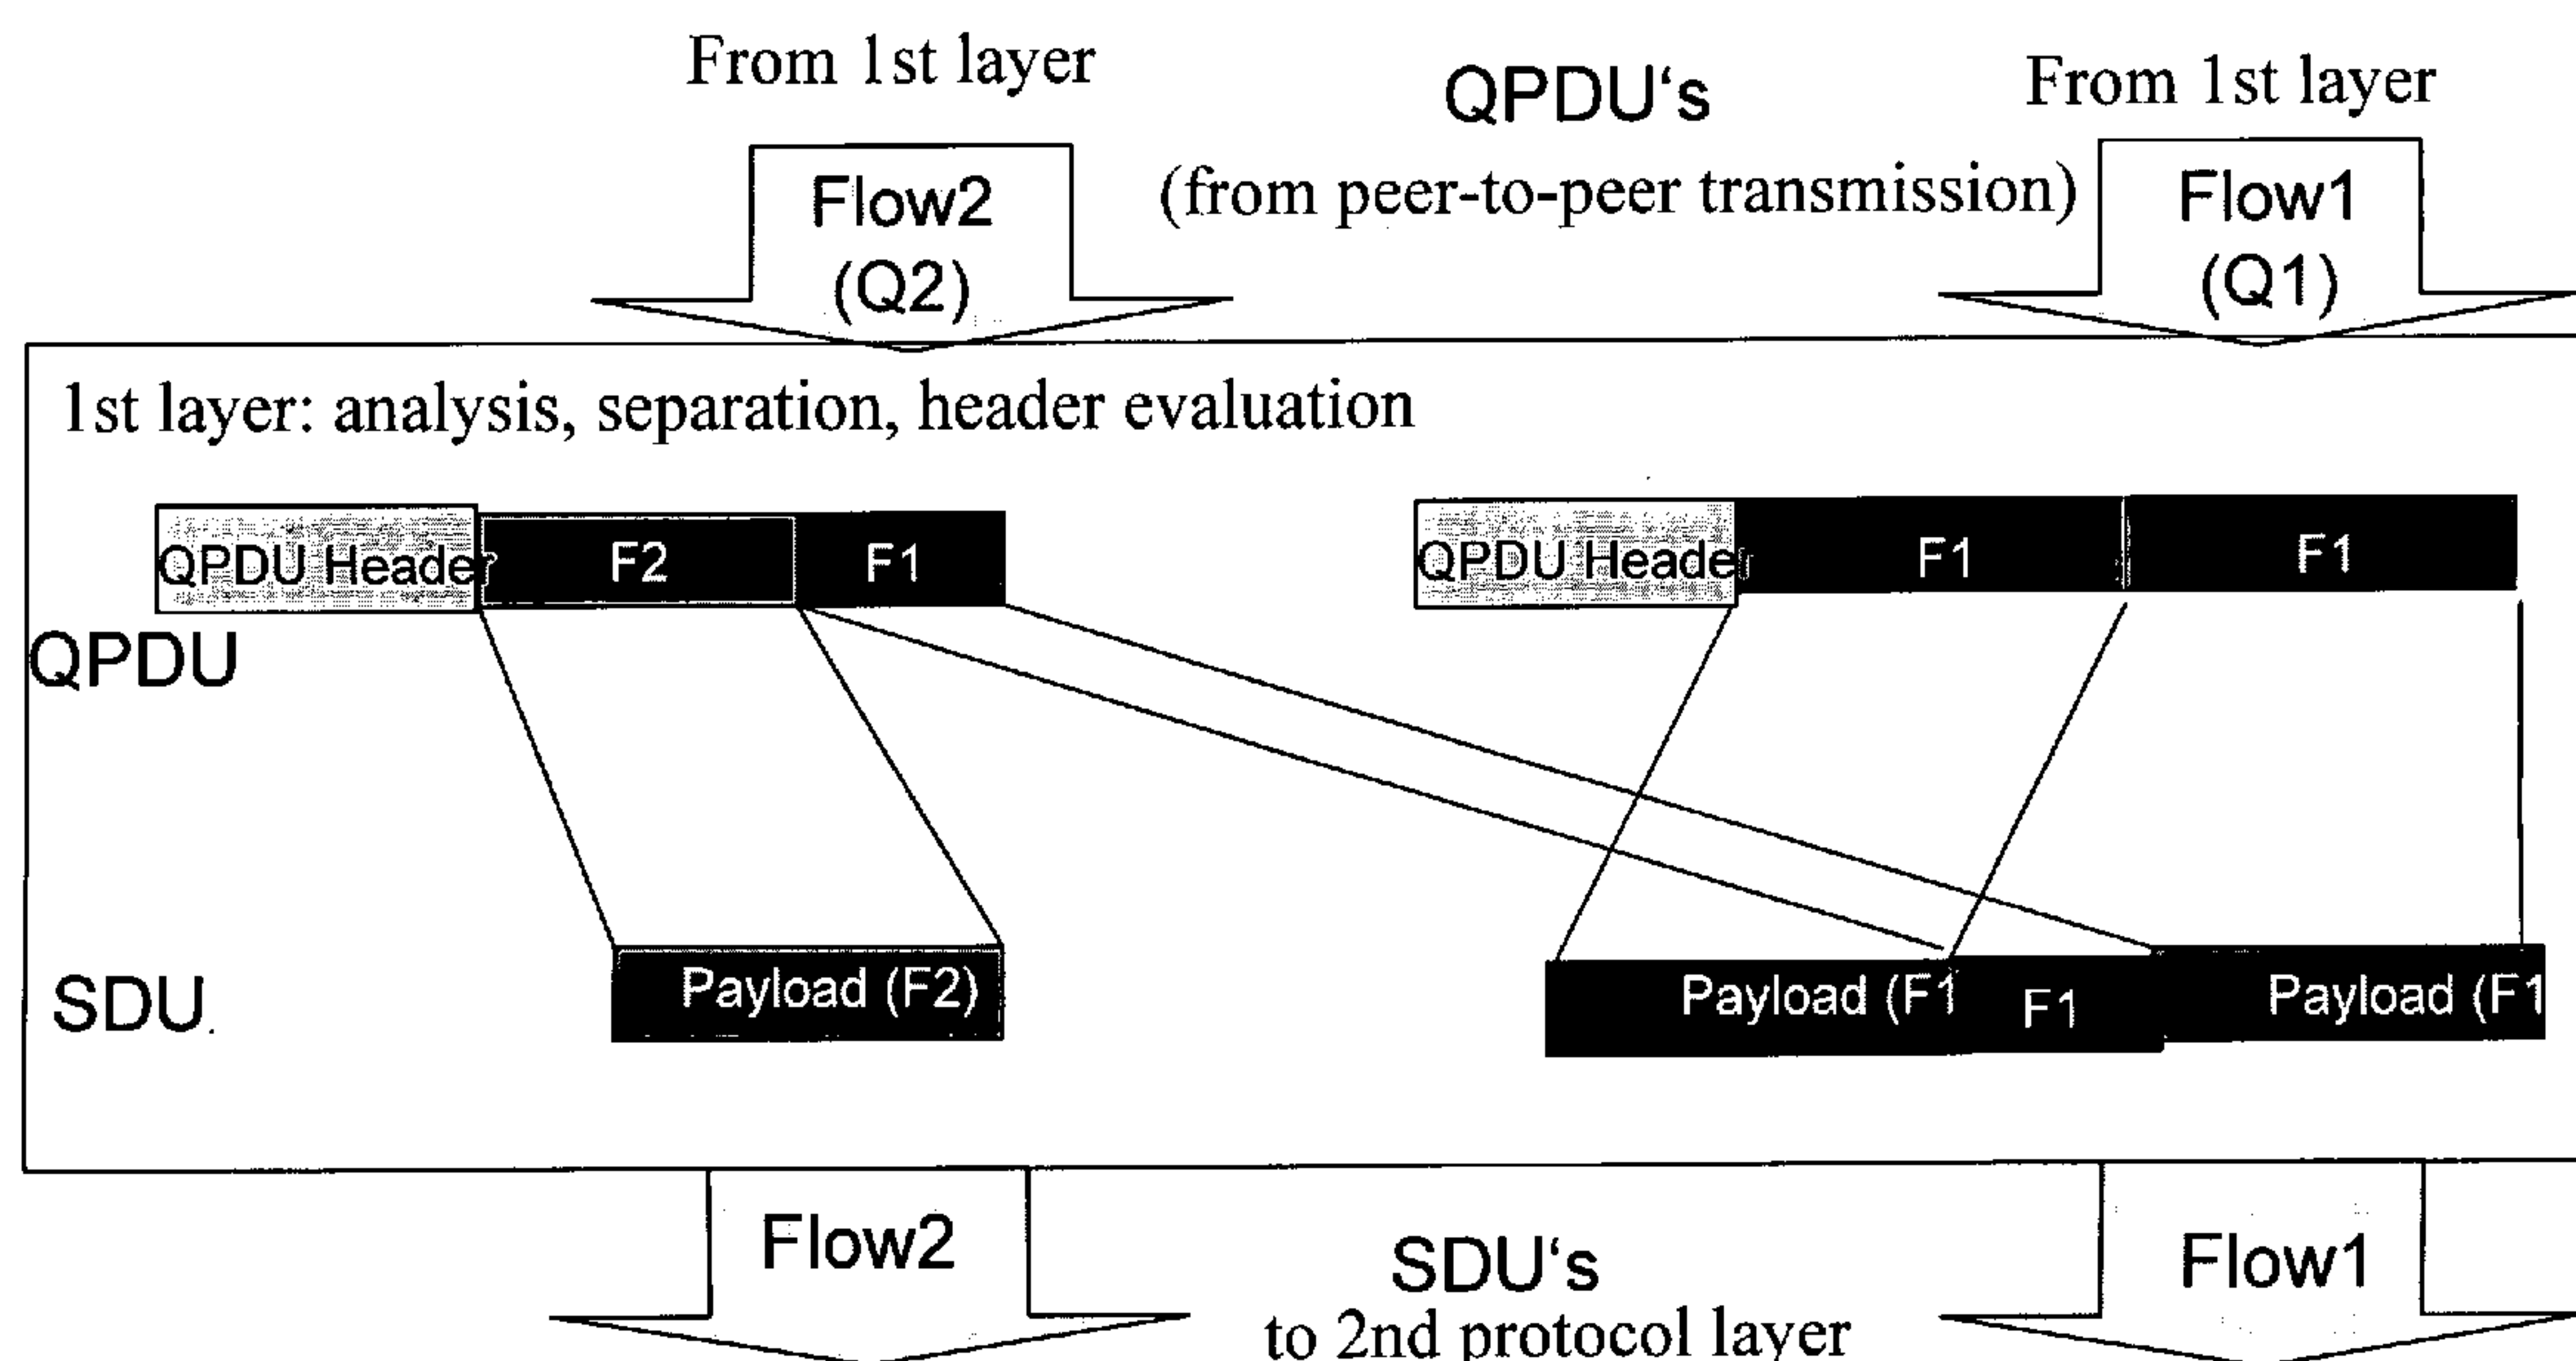 From 1st layer
QPDU‘s
From 1st layer
Flow2
(Q2)
(from peer-to-peer transmission)
Flow1
(Q1)
1st layer: analysis, separation, header evaluation
QPDU Header
F2
F1
QPDU Header
F1
F1
QPDU
SDU
Payload (F2)
Payload (F1
F1
Payload (F1
Flow2
SDU‘s
to 2nd protocol layer
Flow1